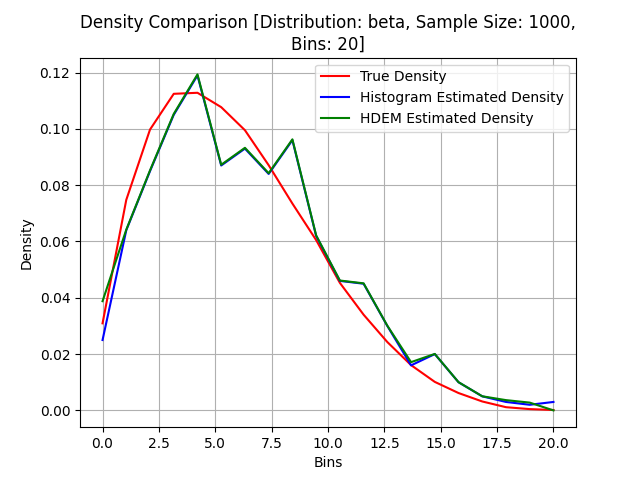 Density Comparison [Distribution: beta, Sample Size: 1000,
Bins: 20]
True Density
Histogram Estimated Density
HDEM Estimated Density
Density
0.12
0.10
0.08
0.06
0.04
0.02
0.00
0.0 2.5 5.0 7.5 10.0 12.5 15.0 17.5 20.0
Bins